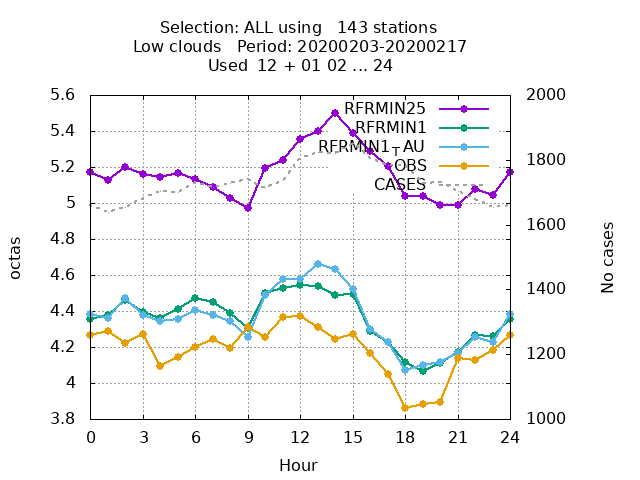 Selection: ALL using 143 stations
Low clouds Period: 20200203-20200217
Used 12 + 01 02 ... 24
5.6
5.4
5.2
5
4.8
4.6
4.4
4.2
4
3.8
octas
RFRMIN25
RFRMIN1
RFRMIN1_AU
OBS
CASES
2000
1800
1600
1400
1200
1000
No cases
0 3 6 9 12 15 18 21 24
Hour